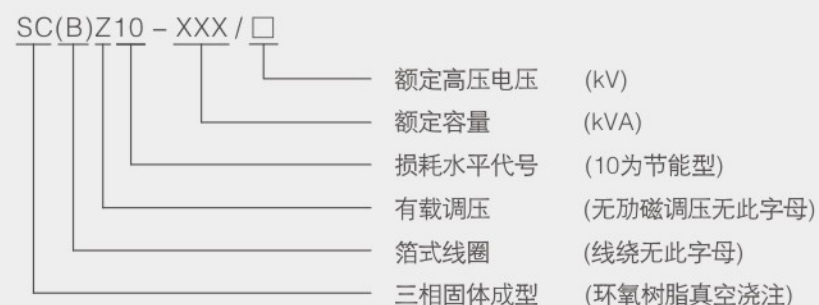 SC(B)Z10 – XXX / □
额定高压电压 (kV)
额定容量 (kVA)
损耗水平代号 (10为节能型)
有载调压 (无励磁调压无此字母)
箔式线圈 (线绕无此字母)
三相固体成型 (环氧树脂真空浇注)